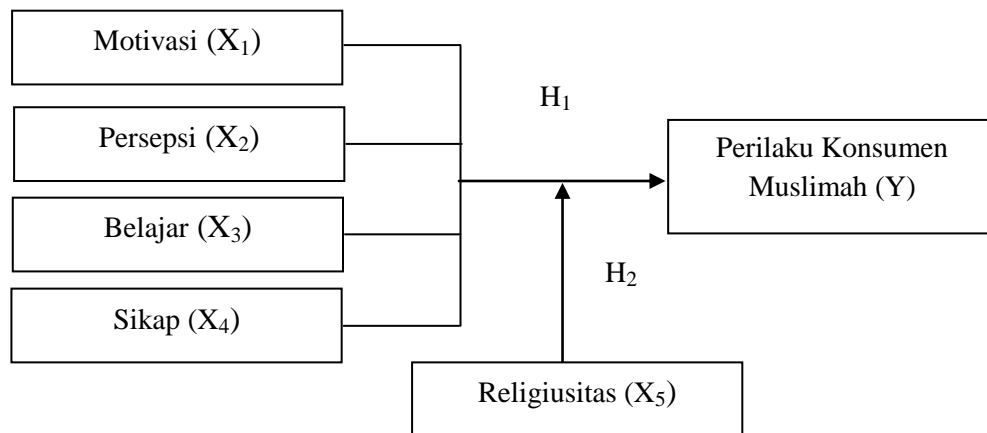 Motivasi (X₁)
Persepsi (X₂)
Belajar (X₃)
Sikap (X₄)
H₁
Perilaku Konsumen
Muslimah (Y)
H₂
Religiusitas (X₅)